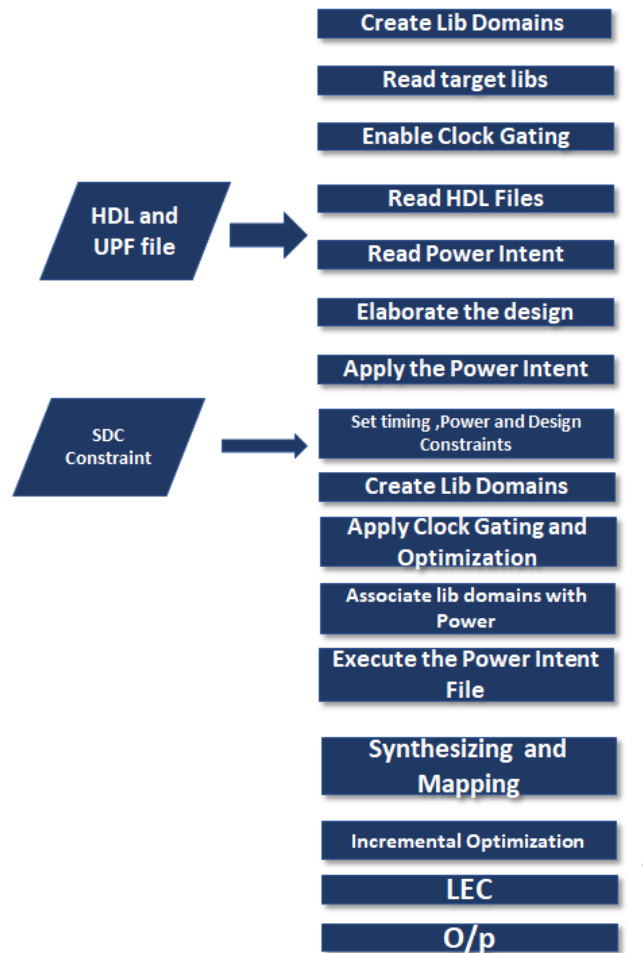 Create Lib Domains
Read target libs
Enable Clock Gating
HDL and
UPF file
Read HDL Files
Read Power Intent
Elaborate the design
Apply the Power Intent
SDC
Constraint
Set timing ,Power and Design
Constraints
Create Lib Domains
Apply Clock Gating and
Optimization
Associate lib domains with
Power
Execute the Power Intent
File
Synthesizing and
Mapping
Incremental Optimization
LEC
O/p